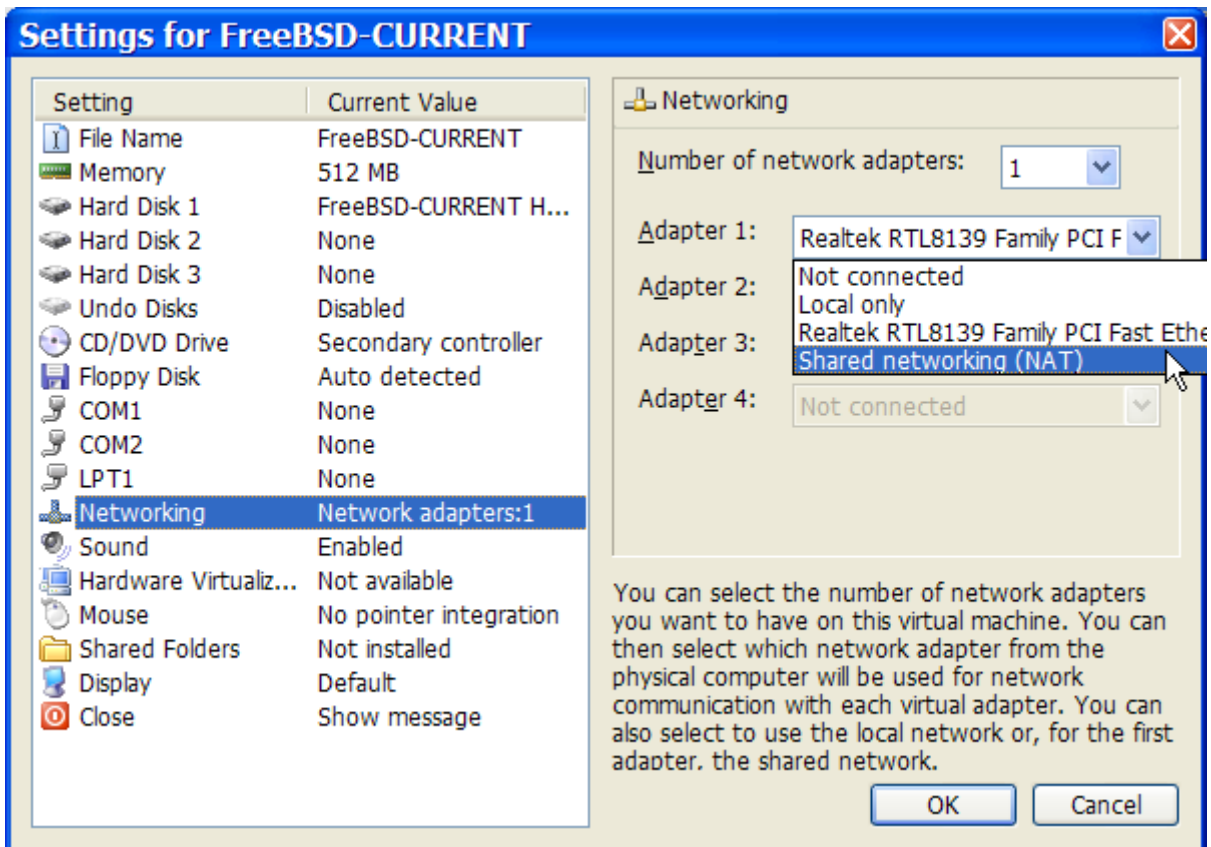 Settings for FreeBSD-CURRENT
Setting Current Value
File Name FreeBSD-CURRENT
Memory 512 MB
Hard Disk 1 FreeBSD-CURRENT H...
Hard Disk 2 None
Hard Disk 3 None
Undo Disks Disabled
CD/DVD Drive Secondary controller
Floppy Disk Auto detected
COM1 None
COM2 None
LPT1 None
Networking Network adapters:1
Sound Enabled
Hardware Virtualiz... Not available
Mouse No pointer integration
Shared Folders Not installed
Display Default
Close Show message
Networking
Number of network adapters: 1
Adapter 1: Realtek RTL8139 Family PCI F
Not connected
Adapter 2: Local only
Realtek RTL8139 Family PCI Fast Ethe
Adapter 3: Shared networking (NAT)
Adapter 4: Not connected
You can select the number of network adapters
you want to have on this virtual machine. You can
then select which network adapter from the
physical computer will be used for network
communication with each virtual adapter. You can
also select to use the local network or, for the first
adapter, the shared network.
OK Cancel